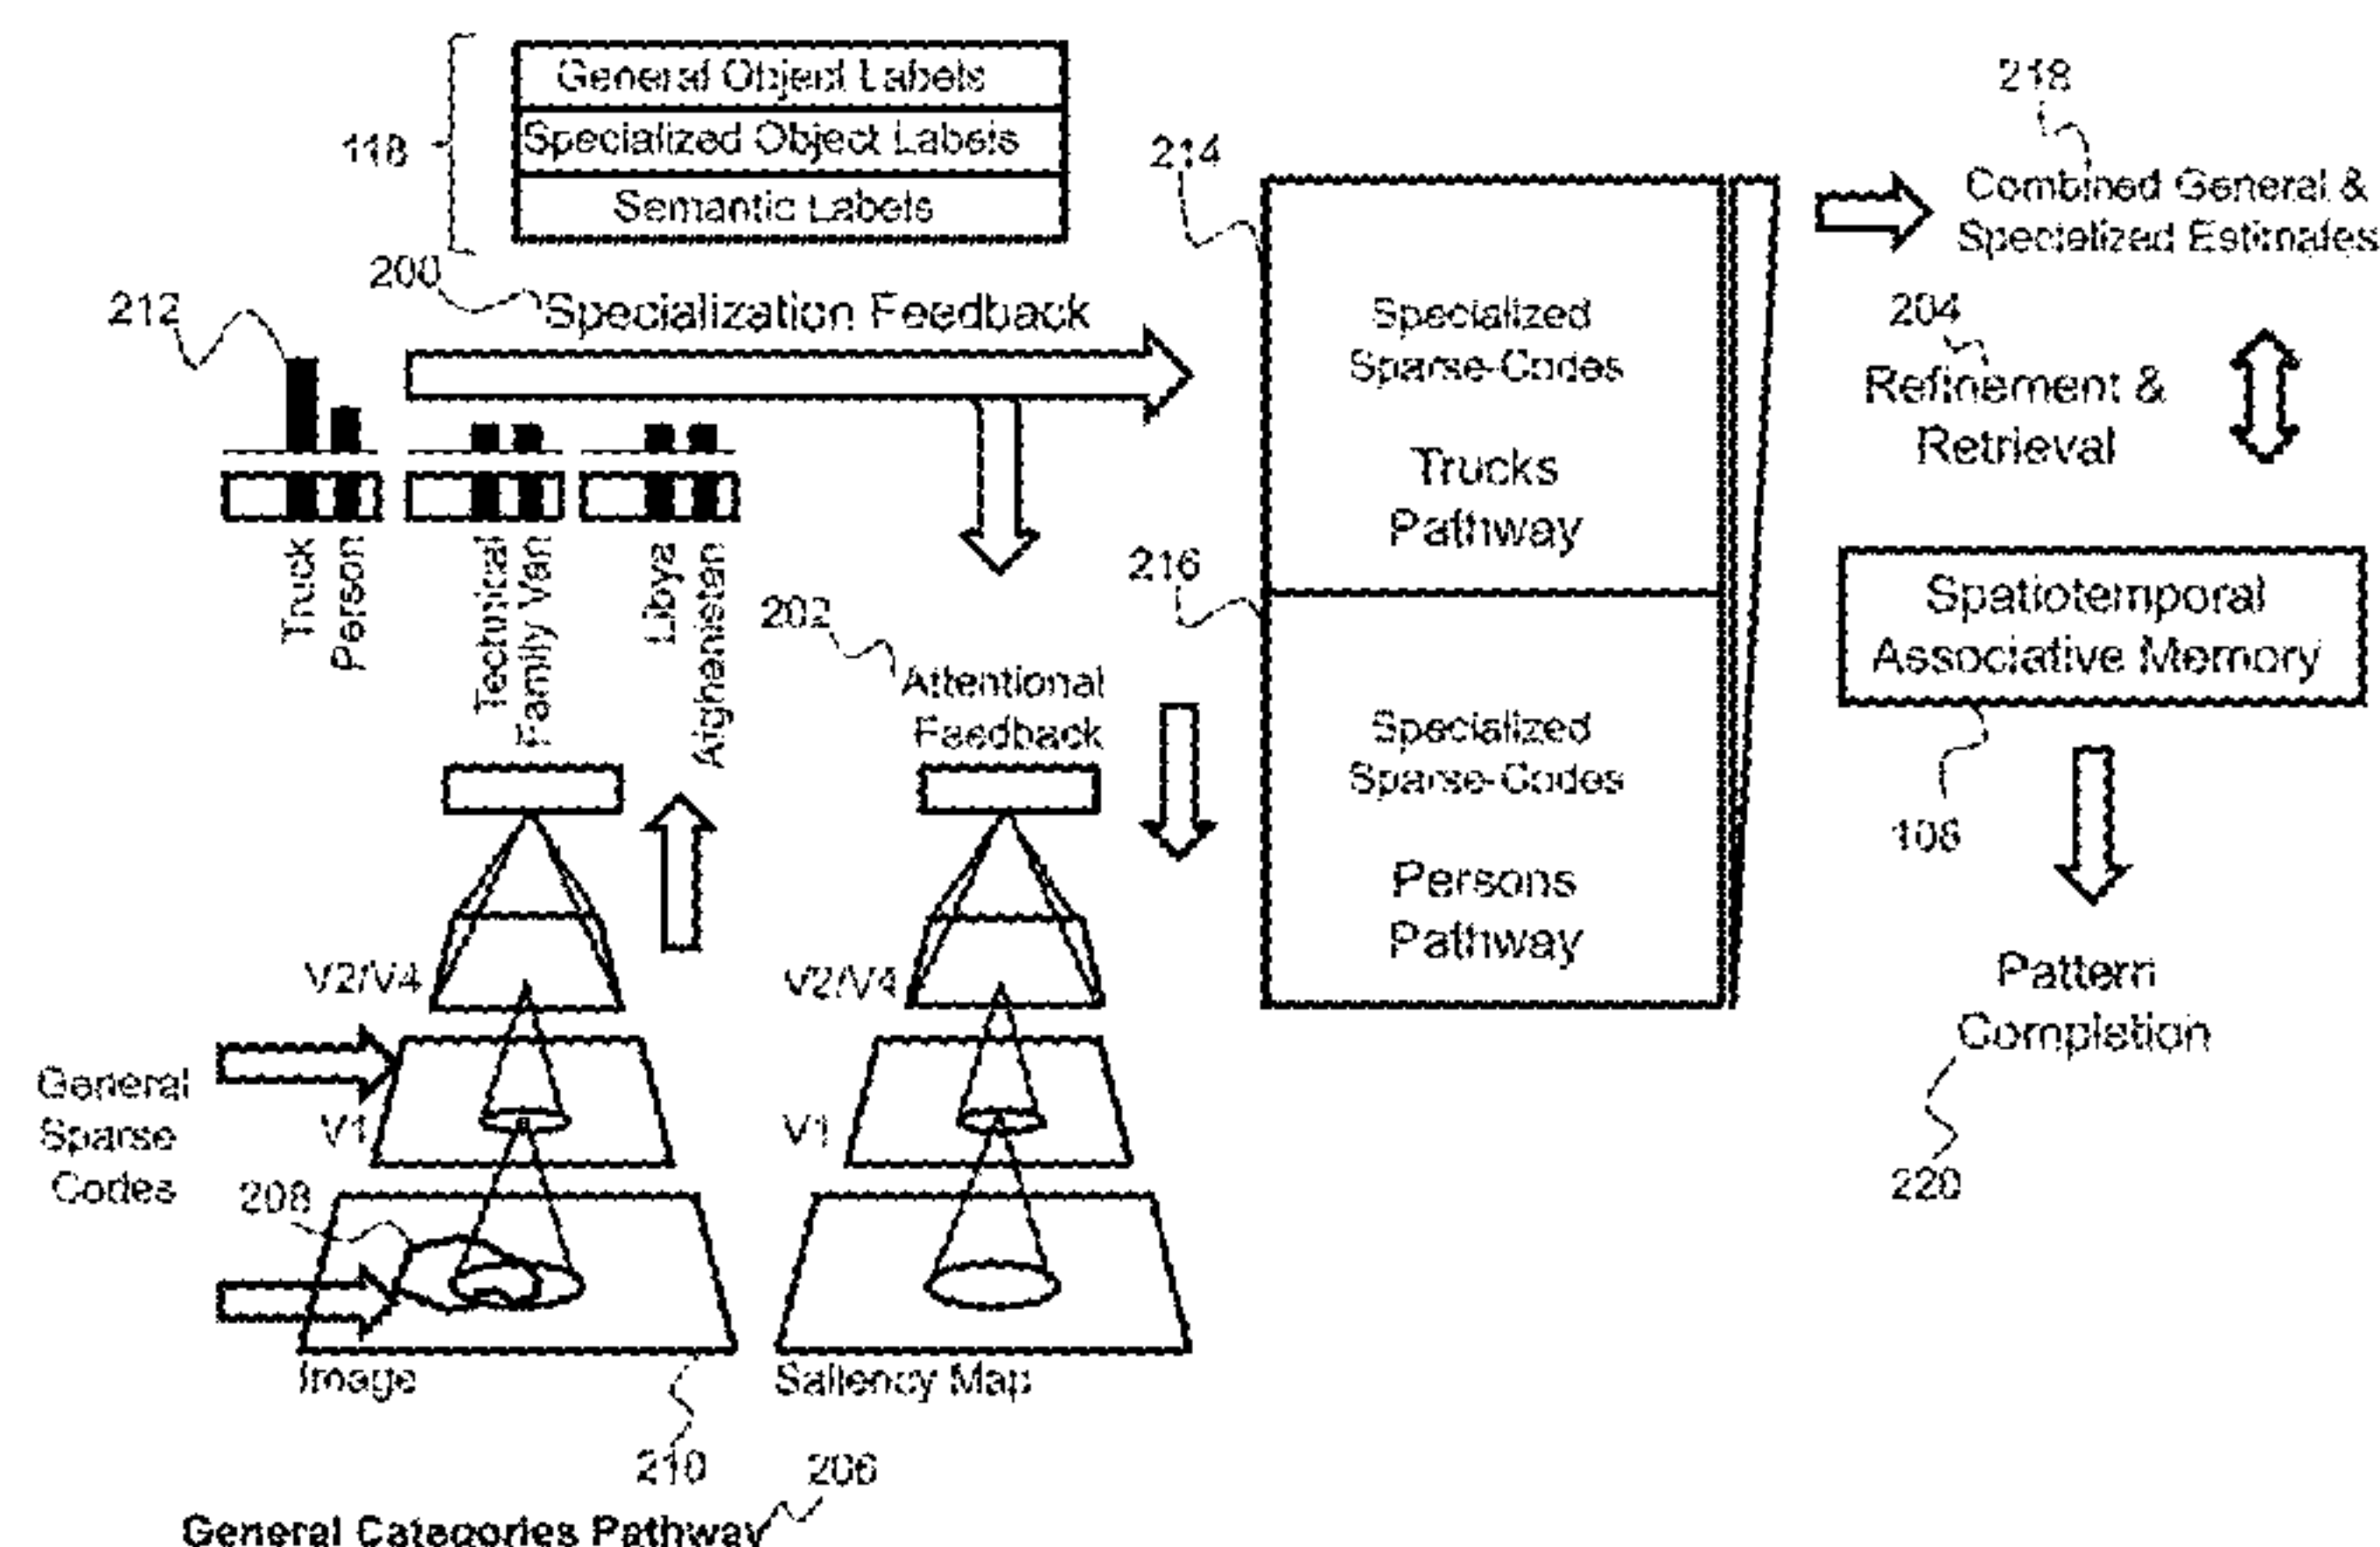 General Object Labels
Specialized Object Labels
Semantic Labels
118
200
Specialization Feedback
212
Truck
Person
Technical
Family Van
Libya
Afghanistan
202
Attentional
Feedback
V2/V4
V2/V4
General
Sparse
Codes
V1
V1
208
Image
Saliency Map
210
206
General Categories Pathway
214
Specialized
Sparse-Codes
Trucks
Pathway
216
Specialized
Sparse-Codes
Persons
Pathway
218
Combined General &
Specialized Estimates
204
Refinement &
Retrieval
Spatiotemporal
Associative Memory
108
Pattern
Completion
220